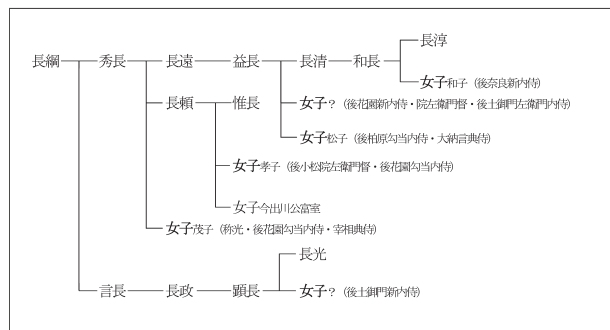 長淳
長綱 秀長 長遠 益長 長清 和長
女子和子（後奈良新内侍）
長頼 惟長 女子？（後花園新内侍・院左衛門督・後土御門左衛門内侍）
女子松子（後柏原勾当内侍・大納言典侍）
女子孝子（後小松院左衛門督・後花園勾当内侍）
女子今出川公富室
女子茂子（称光・後花園勾当内侍・宰相典侍）
長光
言長 長政 顕長 女子？（後土御門新内侍）